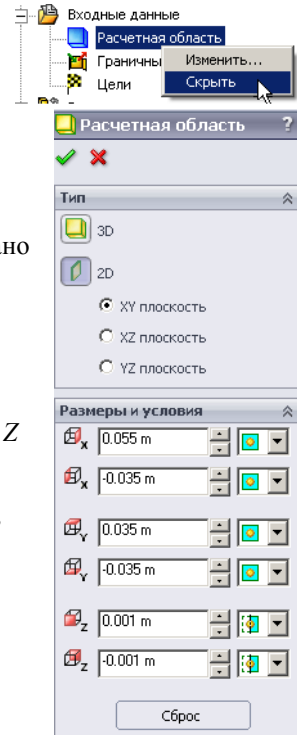 Входные данные
Расчетная область
Граничны
Изменить...
Цели
Скрыть
Расчетная область ?
Тип
3D
ано
2D
XY плоскость
XZ плоскость
YZ плоскость
Размеры и условия
Z
X 0.055 m
X -0.035 m
Y 0.035 m
Y -0.035 m
Z 0.001 m
Z -0.001 m
Сброс